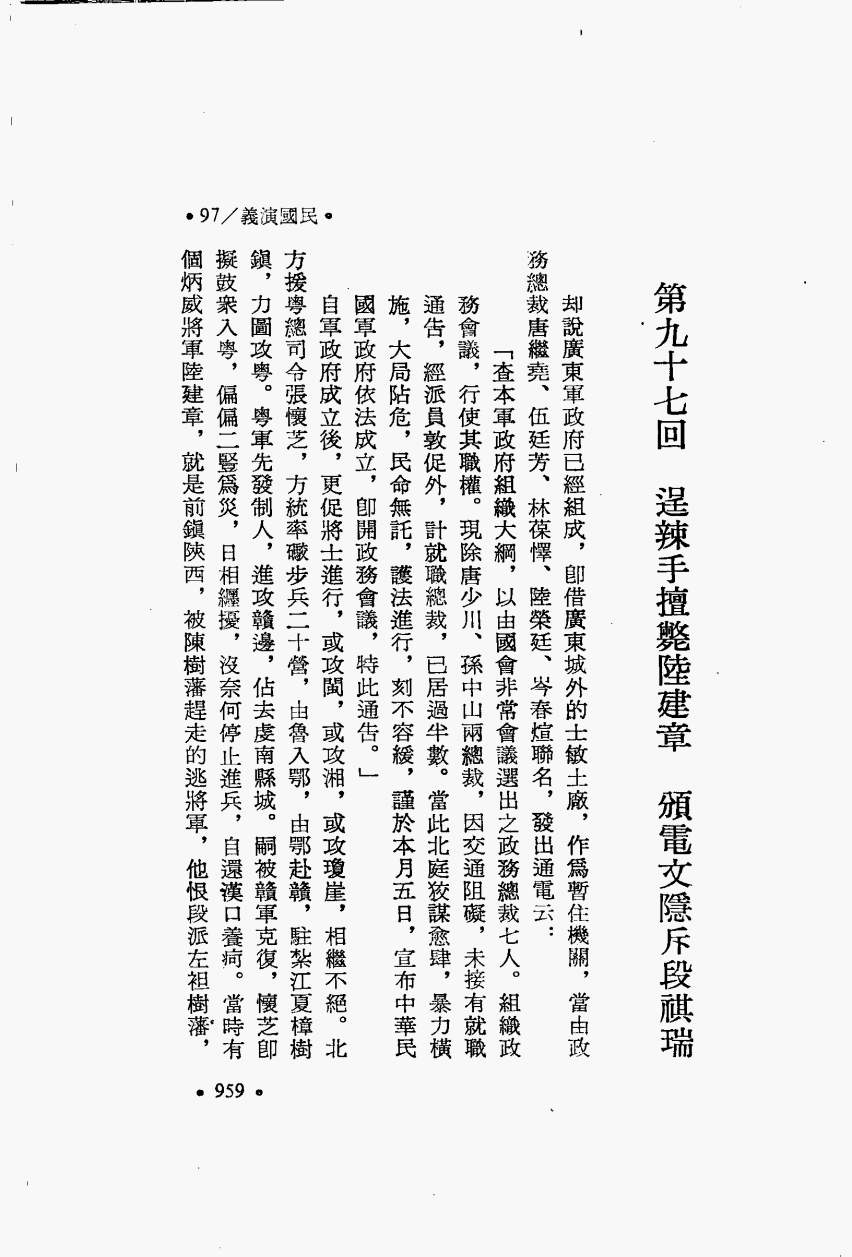 •97／義演國民•
第九十七回　逞辣手擅斃陸建章　頒電文隱斥段祺瑞
却說廣東軍政府已經組成，卽借廣東城外的士敏土廠，作爲暫住機關，當由政
務總裁唐繼堯、伍廷芳、林葆懌、陸榮廷、岑春煊聯名，發出通電云：
「查本軍政府組織大綱，以由國會非常會議選出之政務總裁七人。組織政
務會議，行使其職權。現除唐少川、孫中山兩總裁，因交通阻礙，未接有就職
通告，經派員敦促外，計就職總裁，已居過半數。當此北庭狡謀愈肆，暴力橫
施，大局阽危，民命無託，護法進行，刻不容緩，謹於本月五日，宣布中華民
國軍政府依法成立，卽開政務會議，特此通告。」
自軍政府成立後，更促將士進行，或攻閩，或攻湘，或攻瓊崖，相繼不絕。北
方援粵總司令張懷芝，方統率礮步兵二十營，由魯入鄂，由鄂赴贛，駐紮江夏樟樹
鎭，力圖攻粵。粵軍先發制人，進攻贛邊，佔去虔南縣城。嗣被贛軍克復，懷芝卽
擬鼓衆入粵，偏偏二豎爲災，日相纏擾，沒奈何停止進兵，自還漢口養疴。當時有
個炳威將軍陸建章，就是前鎭陝西，被陳樹藩趕走的逃將軍，他恨段派左袒樹藩，
•959•